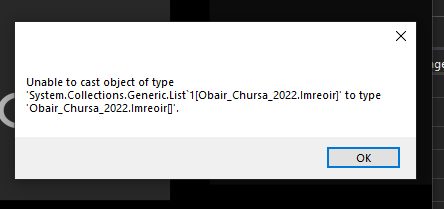 Unable to cast object of type
'System.Collections.Generic.List`1[Obair_Chursa_2022.Imreoir]' to type
'Obair_Chursa_2022.Imreoir[]'.
OK